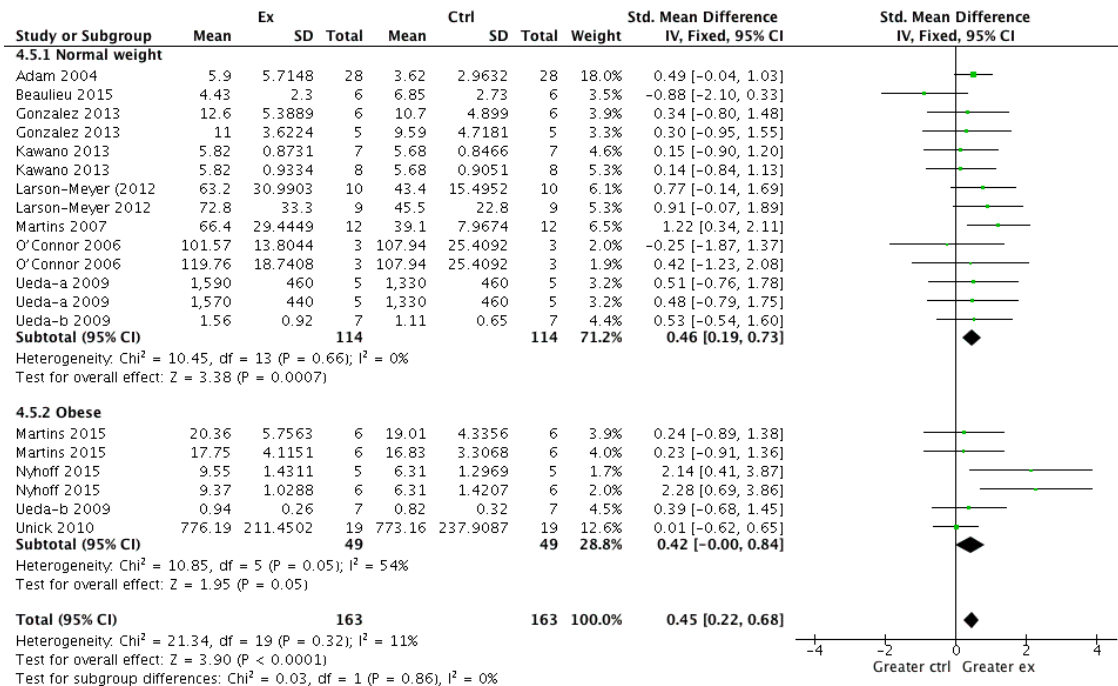 Ex Ctrl Std. Mean Difference Std. Mean Difference
Study or Subgroup Mean SD Total Mean SD Total Weight IV, Fixed, 95% CI IV, Fixed, 95% CI
4.5.1 Normal weight
Adam 2004 5.9 5.7148 28 3.62 2.9632 28 18.0% 0.49 [-0.04, 1.03]
Beaulieu 2015 4.43 2.3 6 6.85 2.73 6 3.5% -0.88 [-2.10, 0.33]
Gonzalez 2013 12.6 5.3889 6 10.7 4.899 6 3.9% 0.34 [-0.80, 1.48]
Gonzalez 2013 11 3.6224 5 9.59 4.7181 5 3.3% 0.30 [-0.95, 1.55]
Kawano 2013 5.82 0.8731 7 5.68 0.8466 7 4.6% 0.15 [-0.90, 1.20]
Kawano 2013 5.82 0.9334 8 5.68 0.9051 8 5.3% 0.14 [-0.84, 1.13]
Larson-Meyer (2012 63.2 30.9903 10 43.4 15.4952 10 6.1% 0.77 [-0.14, 1.69]
Larson-Meyer 2012 72.8 33.3 9 45.5 22.8 9 5.3% 0.91 [-0.07, 1.89]
Martins 2007 66.4 29.4449 12 39.1 7.9674 12 6.5% 1.22 [0.34, 2.11]
O'Connor 2006 101.57 13.8044 3 107.94 25.4092 3 2.0% -0.25 [-1.87, 1.37]
O'Connor 2006 119.76 18.7408 3 107.94 25.4092 3 1.9% 0.42 [-1.23, 2.08]
Ueda-a 2009 1,590 460 5 1,330 460 5 3.2% 0.51 [-0.76, 1.78]
Ueda-a 2009 1,570 440 5 1,330 460 5 3.2% 0.48 [-0.79, 1.75]
Ueda-b 2009 1.56 0.92 7 1.11 0.65 7 4.4% 0.53 [-0.54, 1.60]
Subtotal (95% CI) 114 114 71.2% 0.46 [0.19, 0.73]
Heterogeneity: Chi² = 10.45, df = 13 (P = 0.66); I² = 0%
Test for overall effect: Z = 3.38 (P = 0.0007)
4.5.2 Obese
Martins 2015 20.36 5.7563 6 19.01 4.3356 6 3.9% 0.24 [-0.89, 1.38]
Martins 2015 17.75 4.1151 6 16.83 3.3068 6 4.0% 0.23 [-0.91, 1.36]
Nyhoff 2015 9.55 1.4311 5 6.31 1.2969 5 1.7% 2.14 [0.41, 3.87]
Nyhoff 2015 9.37 1.0288 6 6.31 1.4207 6 2.0% 2.28 [0.69, 3.86]
Ueda-b 2009 0.94 0.26 7 0.82 0.32 7 4.5% 0.39 [-0.68, 1.45]
Unick 2010 776.19 211.4502 19 773.16 237.9087 19 12.6% 0.01 [-0.62, 0.65]
Subtotal (95% CI) 49 49 28.8% 0.42 [-0.00, 0.84]
Heterogeneity: Chi² = 10.85, df = 5 (P = 0.05); I² = 54%
Test for overall effect: Z = 1.95 (P = 0.05)
Total (95% CI) 163 163 100.0% 0.45 [0.22, 0.68]
Heterogeneity: Chi² = 21.34, df = 19 (P = 0.32); I² = 11%
Test for overall effect: Z = 3.90 (P < 0.0001)
Test for subgroup differences: Chi² = 0.03, df = 1 (P = 0.86), I² = 0%
-4 -2 0 2 4
Greater ctrl Greater ex